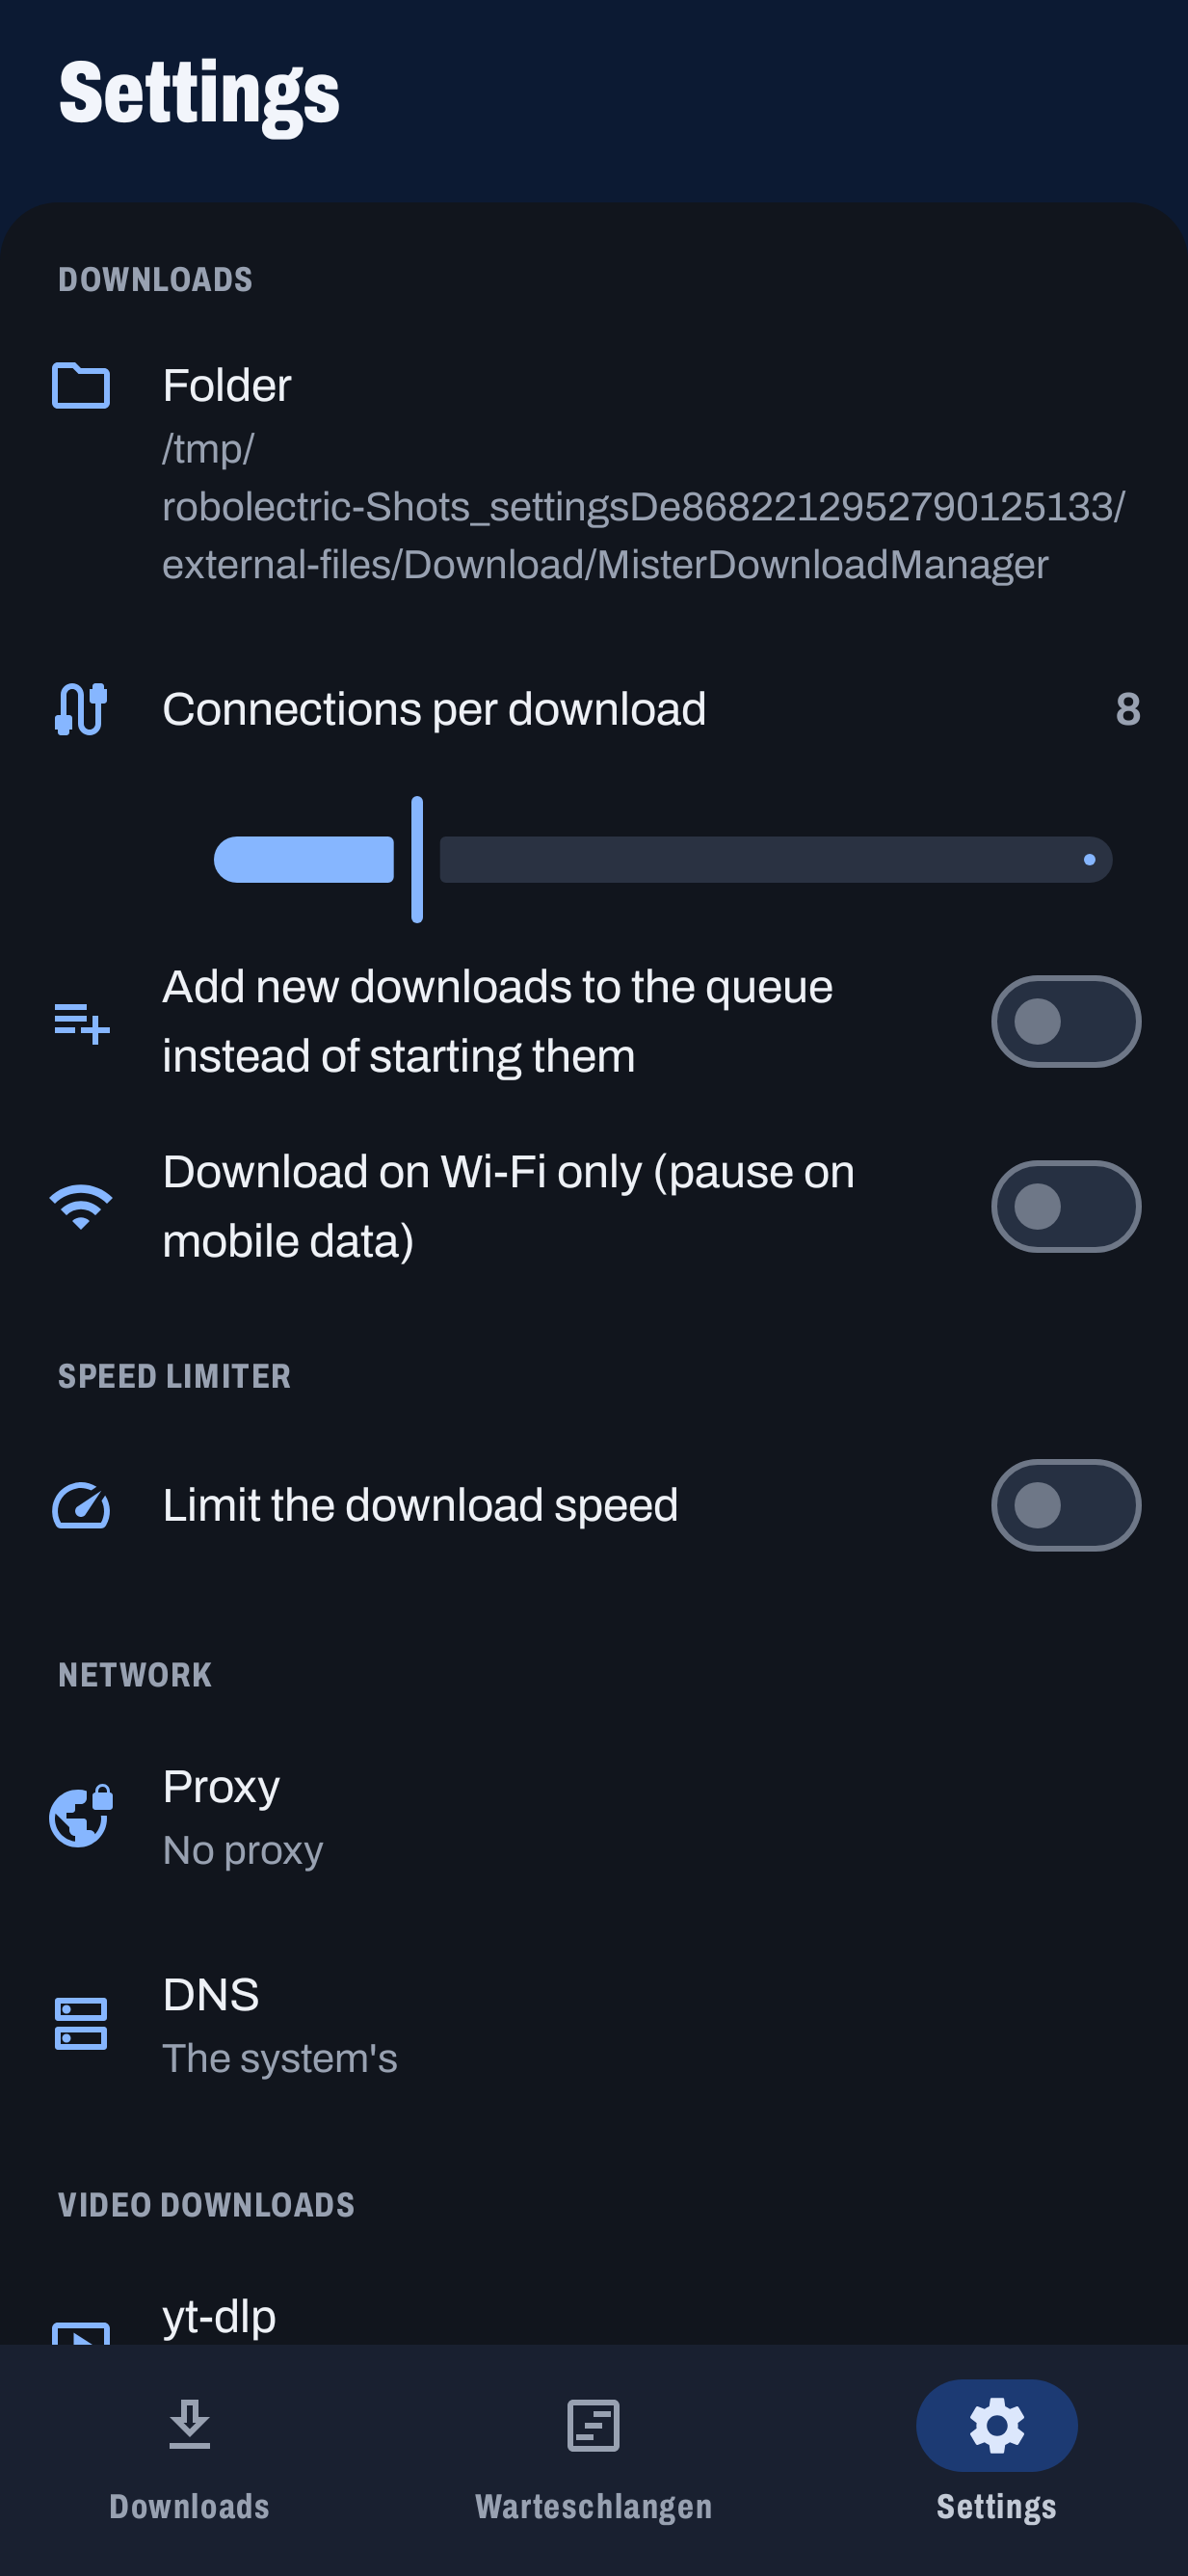 Settings
DOWNLOADS
Folder
/tmp/
robolectric-Shots_settingsDe8682212952790125133/
external-files/Download/MisterDownloadManager
Connections per download
8
Add new downloads to the queue
instead of starting them
Download on Wi-Fi only (pause on
mobile data)
SPEED LIMITER
Limit the download speed
NETWORK
Proxy
No proxy
DNS
The system's
VIDEO DOWNLOADS
yt-dlp
Downloads
Warteschlangen
Settings